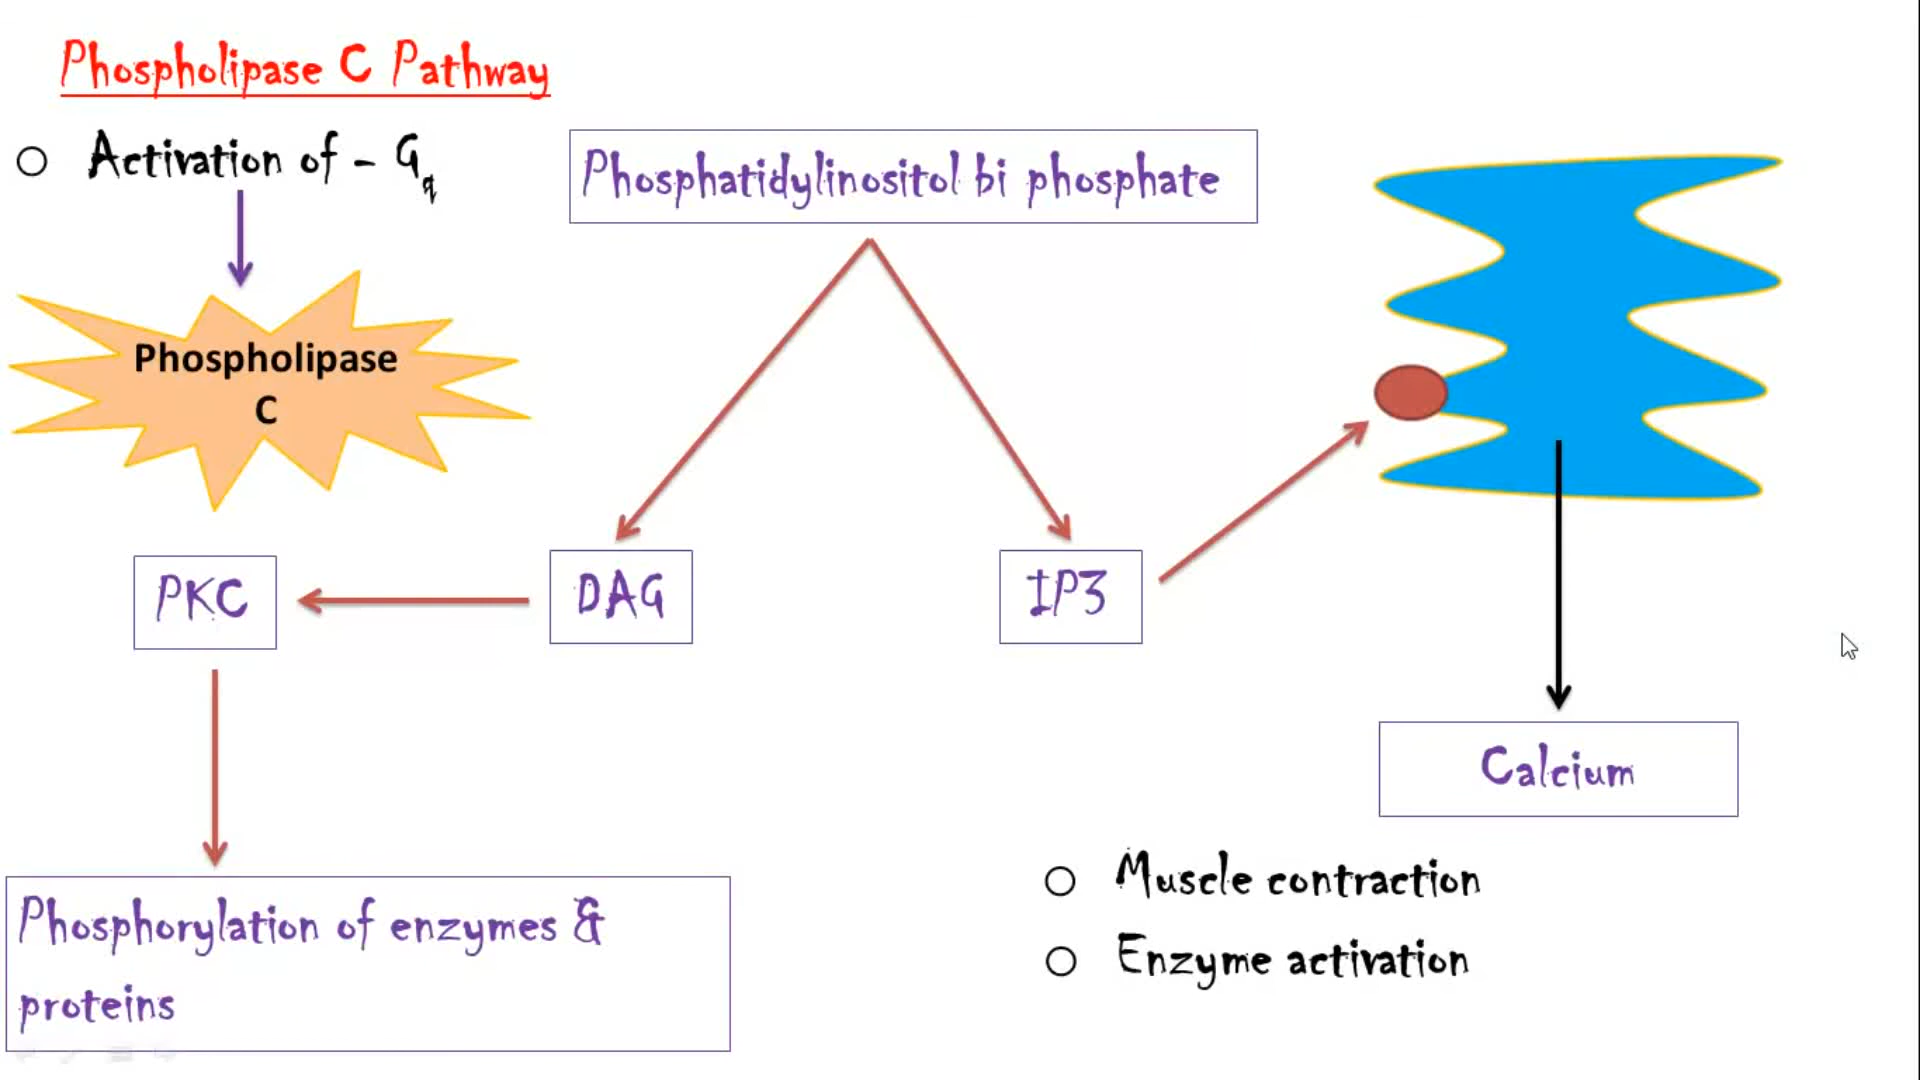 Phospholipase C Pathway
Activation of - Gq
Phosphatidylinositol bi phosphate
Phospholipase
C
PKC
DAG
IP3
Calcium
Phosphorylation of enzymes &
proteins
Muscle contraction
Enzyme activation